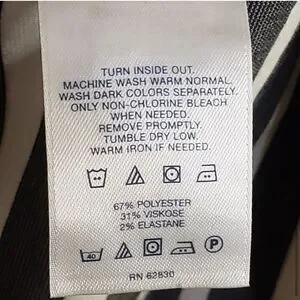 TURN INSIDE OUT.
MACHINE WASH WARM NORMAL.
WASH DARK COLORS SEPARATELY.
ONLY NON-CHLORINE BLEACH
WHEN NEEDED.
REMOVE PROMPTLY.
TUMBLE DRY LOW.
WARM IRON IF NEEDED.
67% POLYESTER
31% VISKOSE
2% ELASTANE
40 P
RN 62830